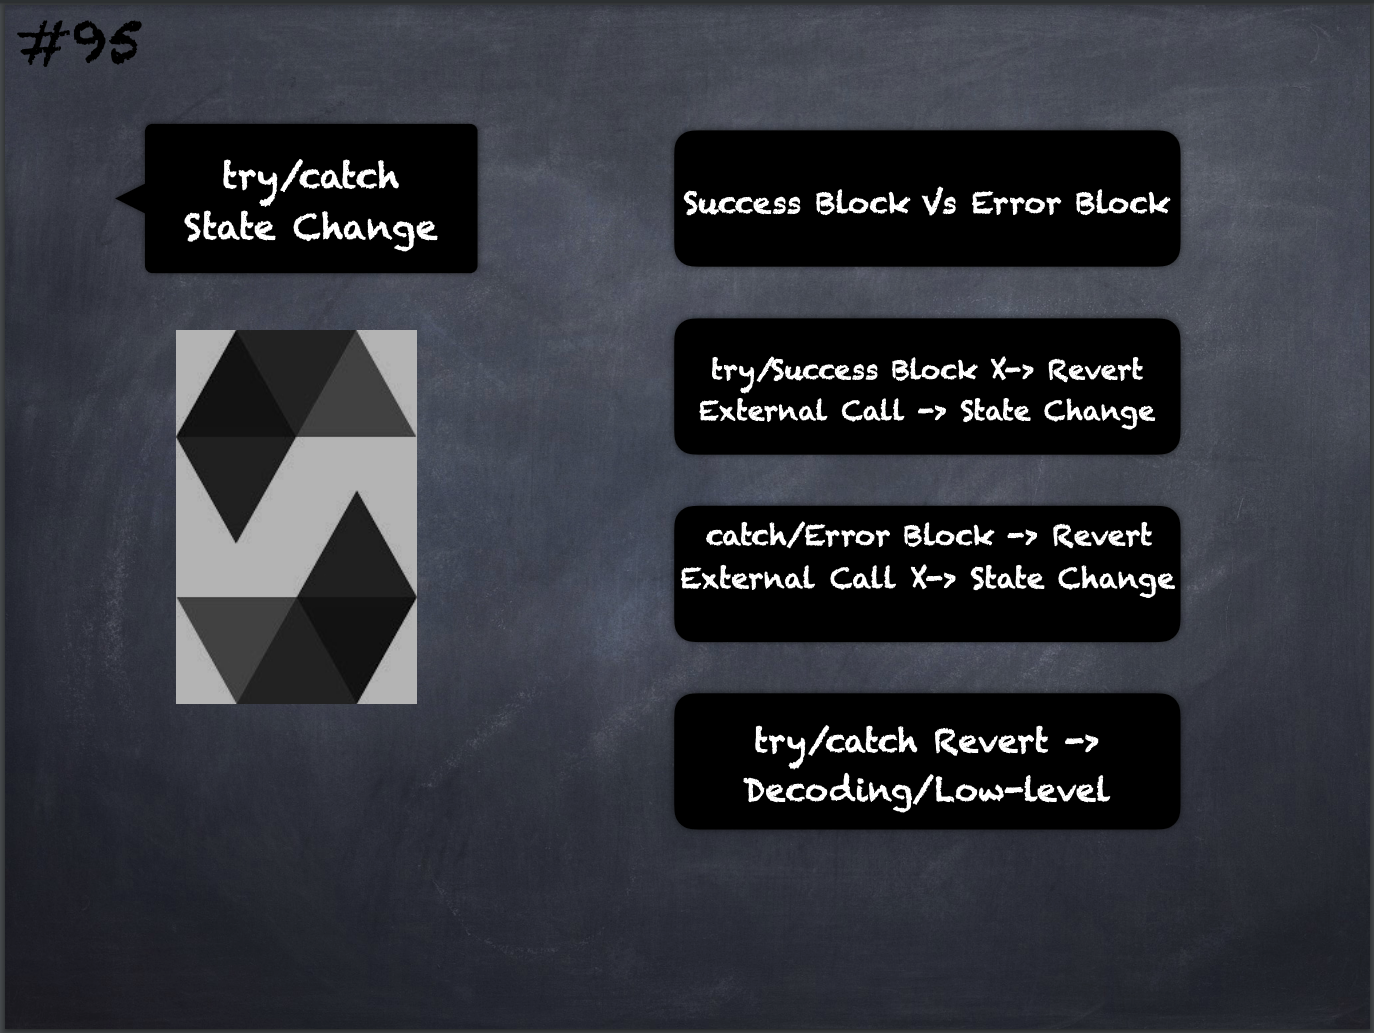 #95
try/catch
State Change
Success Block Vs Error Block
try/Success Block X-> Revert
External Call -> State Change
catch/Error Block -> Revert
External Call X-> State Change
try/catch Revert ->
Decoding/Low-level